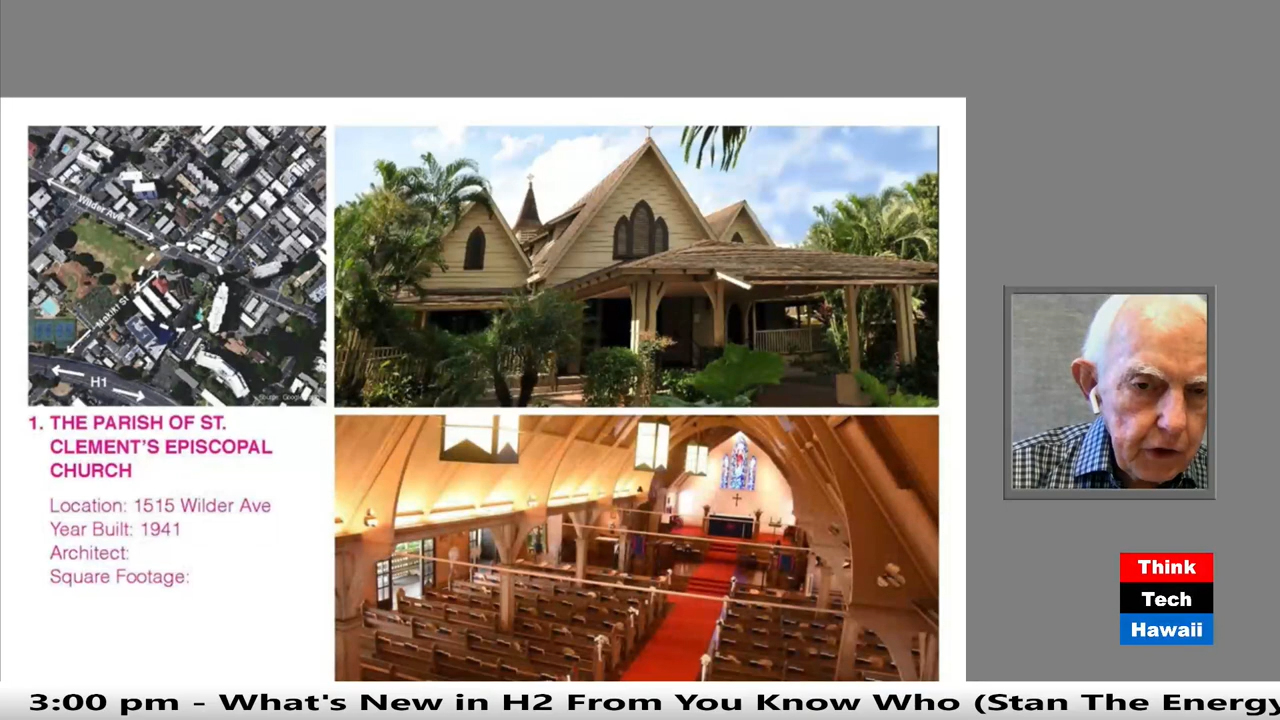 Wilder Ave
Makiki St
H1
1. THE PARISH OF ST.
CLEMENT'S EPISCOPAL
CHURCH
Location: 1515 Wilder Ave
Year Built: 1941
Architect:
Square Footage:
Think
Tech
Hawaii
3:00 pm - What's New in H2 From You Know Who (Stan The Energy